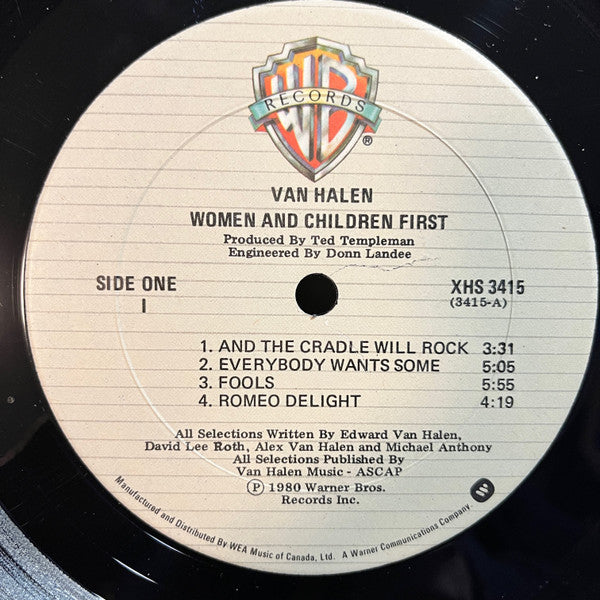 WB
RECORDS
®
VAN HALEN
WOMEN AND CHILDREN FIRST
Produced By Ted Templeman
Engineered By Donn Landee
SIDE ONE
1
XHS 3415
(3415-A)
1. AND THE CRADLE WILL ROCK 3:31
2. EVERYBODY WANTS SOME 5:05
3. FOOLS 5:55
4. ROMEO DELIGHT 4:19
All Selections Written By Edward Van Halen,
David Lee Roth, Alex Van Halen and Michael Anthony
All Selections Published By
Van Halen Music - ASCAP
Ⓟ 1980 Warner Bros.
Records Inc.
Manufactured and Distributed By WEA Music of Canada, Ltd. A Warner Communications Company.